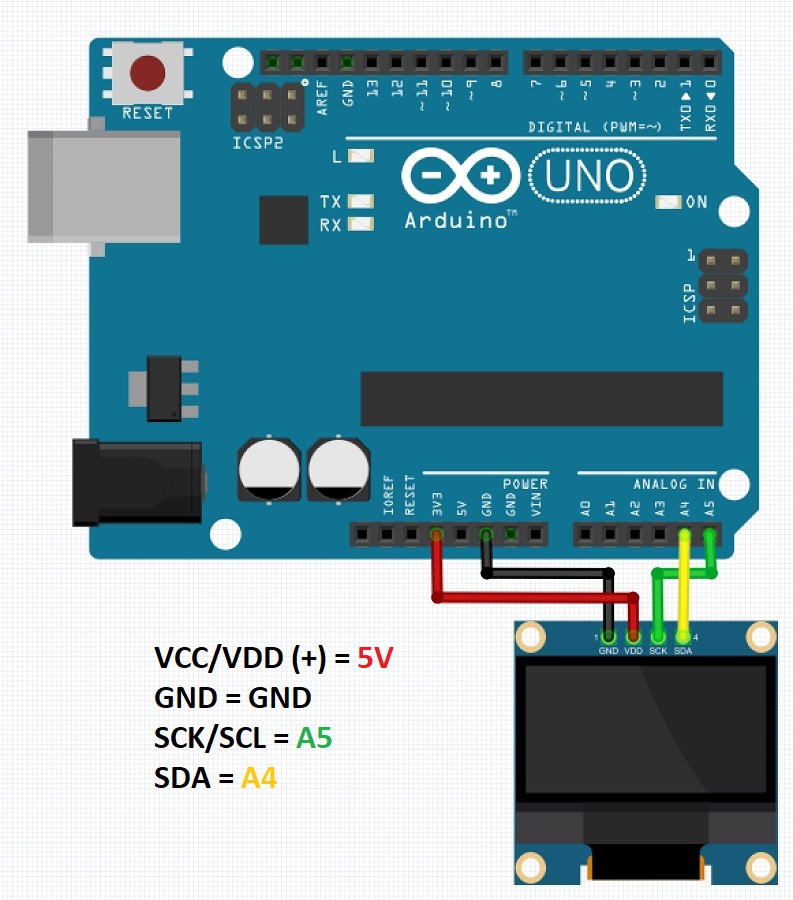 RESET
ICSP2
AREF
GND
13
12
~11
~10
~9
8
7
~6
~5
4
~3
2
TX0▶1
RX0◀0
DIGITAL (PWM=~)
L
TX
RX
UNO
Arduino™
ON
1
ICSP
POWER
ANALOG IN
IOREF
RESET
3V3
5V
GND
GND
VIN
A0
A1
A2
A3
A4
A5
1
4
GND VDD SCK SDA
VCC/VDD (+) = 5V
GND = GND
SCK/SCL = A5
SDA = A4